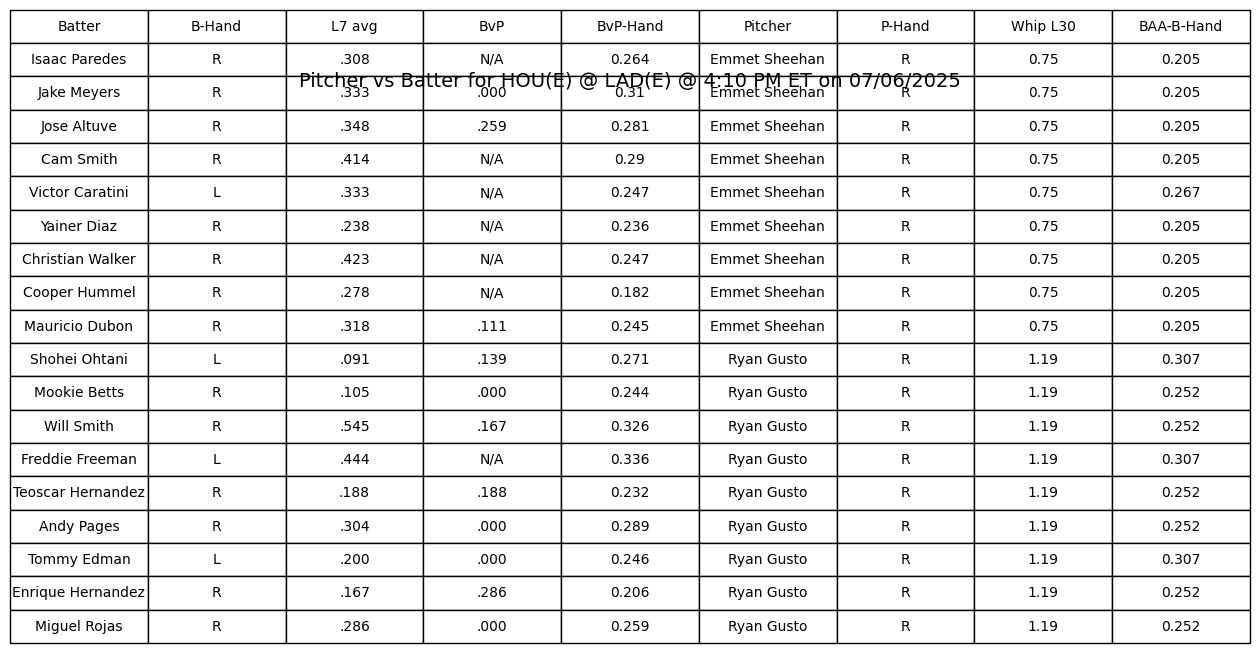 Batter B-Hand L7 avg BvP BvP-Hand Pitcher P-Hand Whip L30 BAA-B-Hand
Isaac Paredes R .308 N/A 0.264 Emmet Sheehan R 0.75 0.205
Pitcher vs Batter for HOU(E) @ LAD(E) @ 4:10 PM ET on 07/06/2025
Jake Meyers R .333 .000 0.31 Emmet Sheehan R 0.75 0.205
Jose Altuve R .348 .259 0.281 Emmet Sheehan R 0.75 0.205
Cam Smith R .414 N/A 0.29 Emmet Sheehan R 0.75 0.205
Victor Caratini L .333 N/A 0.247 Emmet Sheehan R 0.75 0.267
Yainer Diaz R .238 N/A 0.236 Emmet Sheehan R 0.75 0.205
Christian Walker R .423 N/A 0.247 Emmet Sheehan R 0.75 0.205
Cooper Hummel R .278 N/A 0.182 Emmet Sheehan R 0.75 0.205
Mauricio Dubon R .318 .111 0.245 Emmet Sheehan R 0.75 0.205
Shohei Ohtani L .091 .139 0.271 Ryan Gusto R 1.19 0.307
Mookie Betts R .105 .000 0.244 Ryan Gusto R 1.19 0.252
Will Smith R .545 .167 0.326 Ryan Gusto R 1.19 0.252
Freddie Freeman L .444 N/A 0.336 Ryan Gusto R 1.19 0.307
Teoscar Hernandez R .188 .188 0.232 Ryan Gusto R 1.19 0.252
Andy Pages R .304 .000 0.289 Ryan Gusto R 1.19 0.252
Tommy Edman L .200 .000 0.246 Ryan Gusto R 1.19 0.307
Enrique Hernandez R .167 .286 0.206 Ryan Gusto R 1.19 0.252
Miguel Rojas R .286 .000 0.259 Ryan Gusto R 1.19 0.252